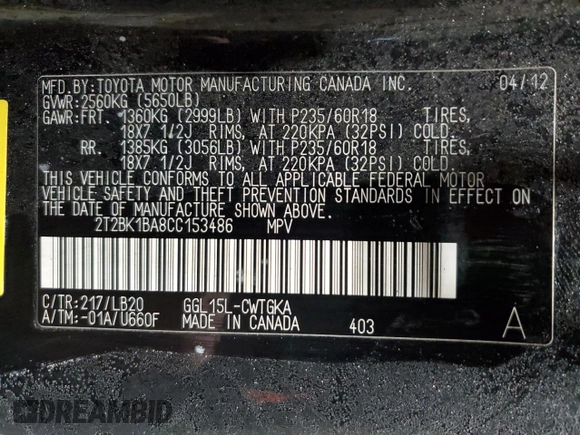 MFD.BY:TOYOTA MOTOR MANUFACTURING CANADA INC. 04/12
GVWR:2560KG (5650LB)
GAWR:FRT. 1360KG (2999LB) WITH P235/60R18 TIRES,
18X7 1/2J RIMS, AT 220KPA (32PSI) COLD.
RR. 1385KG (3056LB) WITH P235/60R18 TIRES,
18X7 1/2J RIMS, AT 220KPA (32PSI) COLD.
THIS VEHICLE CONFORMS TO ALL APPLICABLE FEDERAL MOTOR
VEHICLE SAFETY AND THEFT PREVENTION STANDARDS IN EFFECT ON
THE DATE OF MANUFACTURE SHOWN ABOVE.
2T2BK1BA8CC153486 MPV
C/TR:217/LB20 GGL15L-CWTGKA
A/TM:-01A/U660F MADE IN CANADA 403 A
DREAMBID